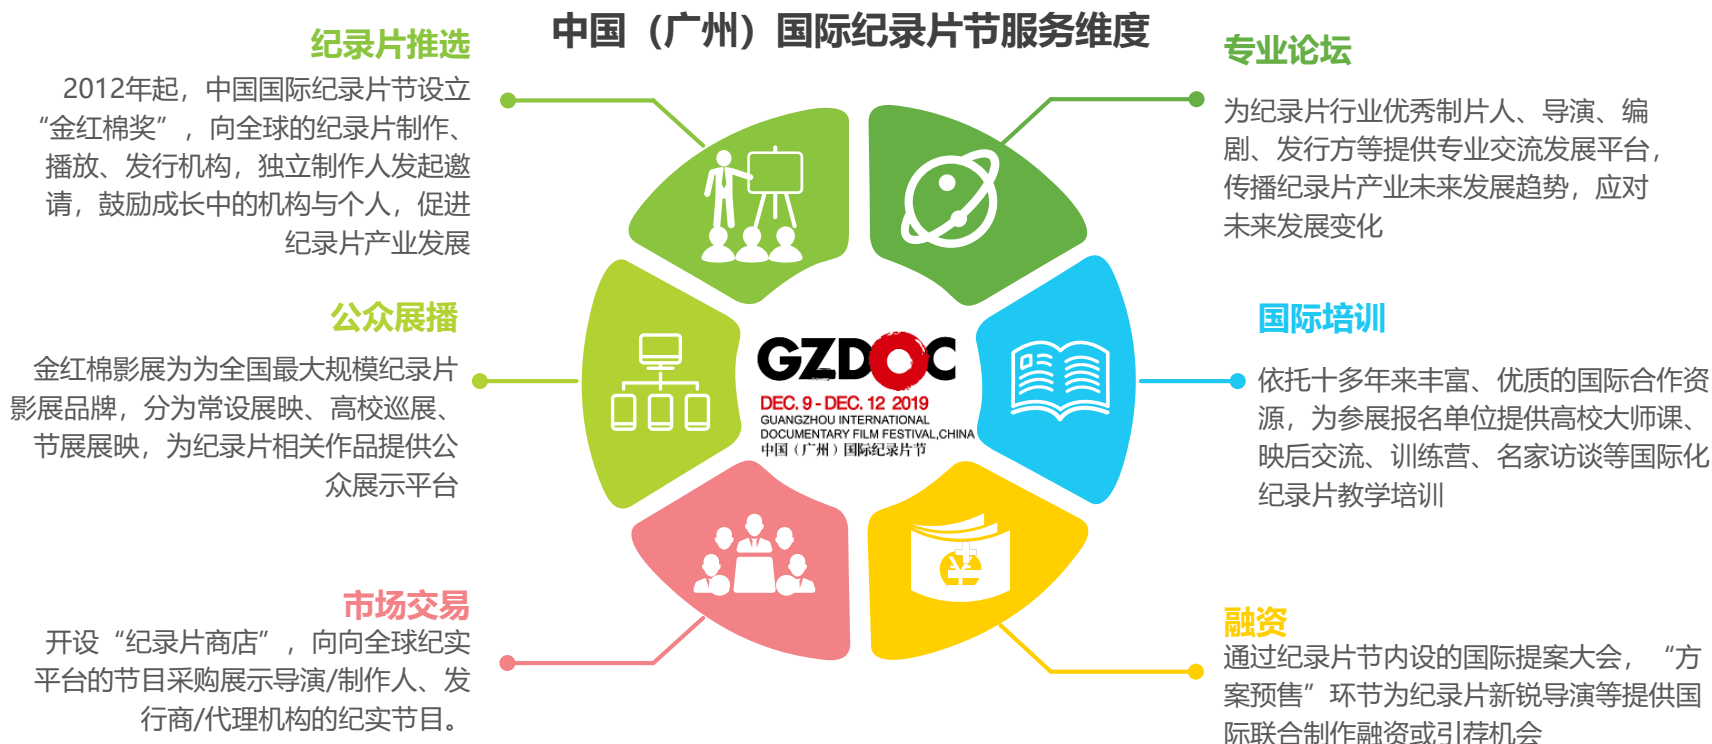 中国（广州）国际纪录片节服务维度
纪录片推选
2012年起，中国国际纪录片节设立
“金红棉奖”，向全球的纪录片制作、
播放、发行机构，独立制作人发起邀
请，鼓励成长中的机构与个人，促进
纪录片产业发展
公众展播
金红棉影展为为全国最大规模纪录片
影展品牌，分为常设展映、高校巡展、
节展展映，为纪录片相关作品提供公
众展示平台
市场交易
开设“纪录片商店”，向向全球纪实
平台的节目采购展示导演/制作人、发
行商/代理机构的纪实节目。
GZDOC
DEC. 9 - DEC. 12 2019
GUANGZHOU INTERNATIONAL
DOCUMENTARY FILM FESTIVAL,CHINA
中国（广州）国际纪录片节
专业论坛
为纪录片行业优秀制片人、导演、编
剧、发行方等提供专业交流发展平台，
传播纪录片产业未来发展趋势，应对
未来发展变化
国际培训
依托十多年来丰富、优质的国际合作资
源，为参展报名单位提供高校大师课、
映后交流、训练营、名家访谈等国际化
纪录片教学培训
融资
通过纪录片节内设的国际提案大会，“方
案预售”环节为纪录片新锐导演等提供国
际联合制作融资或引荐机会